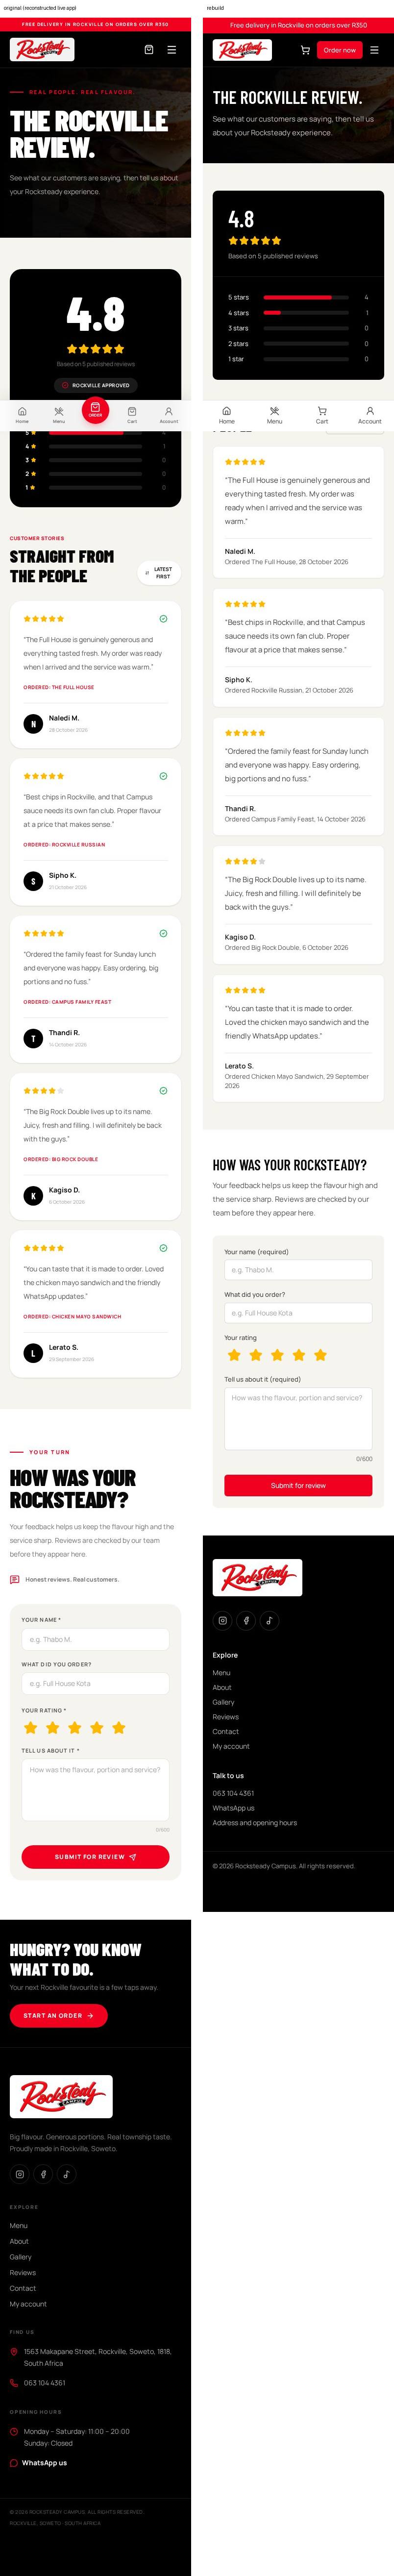 original (reconstructed live app)
FREE DELIVERY IN ROCKVILLE ON ORDERS OVER R350
Rocksteady
CAMPUS
REAL PEOPLE. REAL FLAVOUR.
THE ROCKVILLE
REVIEW.
See what our customers are saying, then tell us about
your Rocksteady experience.
4.8
Based on 5 published reviews
ROCKVILLE APPROVED
Home
Menu
ORDER
Cart
Account
5
4
4
1
3
0
2
0
1
0
CUSTOMER STORIES
STRAIGHT FROM
THE PEOPLE
LATEST
FIRST
“The Full House is genuinely generous and
everything tasted fresh. My order was ready
when I arrived and the service was warm.”
ORDERED: THE FULL HOUSE
N
Naledi M.
28 October 2026
“Best chips in Rockville, and that Campus
sauce needs its own fan club. Proper flavour
at a price that makes sense.”
ORDERED: ROCKVILLE RUSSIAN
S
Sipho K.
21 October 2026
“Ordered the family feast for Sunday lunch
and everyone was happy. Easy ordering, big
portions and no fuss.”
ORDERED: CAMPUS FAMILY FEAST
T
Thandi R.
14 October 2026
“The Big Rock Double lives up to its name.
Juicy, fresh and filling. I will definitely be back
with the guys.”
ORDERED: BIG ROCK DOUBLE
K
Kagiso D.
6 October 2026
“You can taste that it is made to order. Loved
the chicken mayo sandwich and the friendly
WhatsApp updates.”
ORDERED: CHICKEN MAYO SANDWICH
L
Lerato S.
29 September 2026
YOUR TURN
HOW WAS YOUR
ROCKSTEADY?
Your feedback helps us keep the flavour high and the
service sharp. Reviews are checked by our team
before they appear here.
Honest reviews. Real customers.
YOUR NAME *
e.g. Thabo M.
WHAT DID YOU ORDER?
e.g. Full House Kota
YOUR RATING *
TELL US ABOUT IT *
How was the flavour, portion and service?
0/600
SUBMIT FOR REVIEW
HUNGRY? YOU KNOW
WHAT TO DO.
Your next Rockville favourite is a few taps away.
START AN ORDER
Rocksteady
CAMPUS
Big flavour. Generous portions. Real township taste.
Proudly made in Rockville, Soweto.
EXPLORE
Menu
About
Gallery
Reviews
Contact
My account
FIND US
1563 Makapane Street, Rockville, Soweto, 1818,
South Africa
063 104 4361
OPENING HOURS
Monday – Saturday: 11:00 – 20:00
Sunday: Closed
WhatsApp us
© 2026 ROCKSTEADY CAMPUS. ALL RIGHTS RESERVED.
ROCKVILLE, SOWETO · SOUTH AFRICA
rebuild
Free delivery in Rockville on orders over R350
Rocksteady
CAMPUS
Order now
THE ROCKVILLE REVIEW.
See what our customers are saying, then tell us
about your Rocksteady experience.
4.8
Based on 5 published reviews
5 stars
4
4 stars
1
3 stars
0
2 stars
0
1 star
0
Home
Menu
Cart
Account
“The Full House is genuinely generous and
everything tasted fresh. My order was
ready when I arrived and the service was
warm.”
Naledi M.
Ordered The Full House, 28 October 2026
“Best chips in Rockville, and that Campus
sauce needs its own fan club. Proper
flavour at a price that makes sense.”
Sipho K.
Ordered Rockville Russian, 21 October 2026
“Ordered the family feast for Sunday lunch
and everyone was happy. Easy ordering,
big portions and no fuss.”
Thandi R.
Ordered Campus Family Feast, 14 October 2026
“The Big Rock Double lives up to its name.
Juicy, fresh and filling. I will definitely be
back with the guys.”
Kagiso D.
Ordered Big Rock Double, 6 October 2026
“You can taste that it is made to order.
Loved the chicken mayo sandwich and the
friendly WhatsApp updates.”
Lerato S.
Ordered Chicken Mayo Sandwich, 29 September
2026
HOW WAS YOUR ROCKSTEADY?
Your feedback helps us keep the flavour high and
the service sharp. Reviews are checked by our
team before they appear here.
Your name (required)
e.g. Thabo M.
What did you order?
e.g. Full House Kota
Your rating
Tell us about it (required)
How was the flavour, portion and service?
0/600
Submit for review
Rocksteady
CAMPUS
Explore
Menu
About
Gallery
Reviews
Contact
My account
Talk to us
063 104 4361
WhatsApp us
Address and opening hours
© 2026 Rocksteady Campus. All rights reserved.